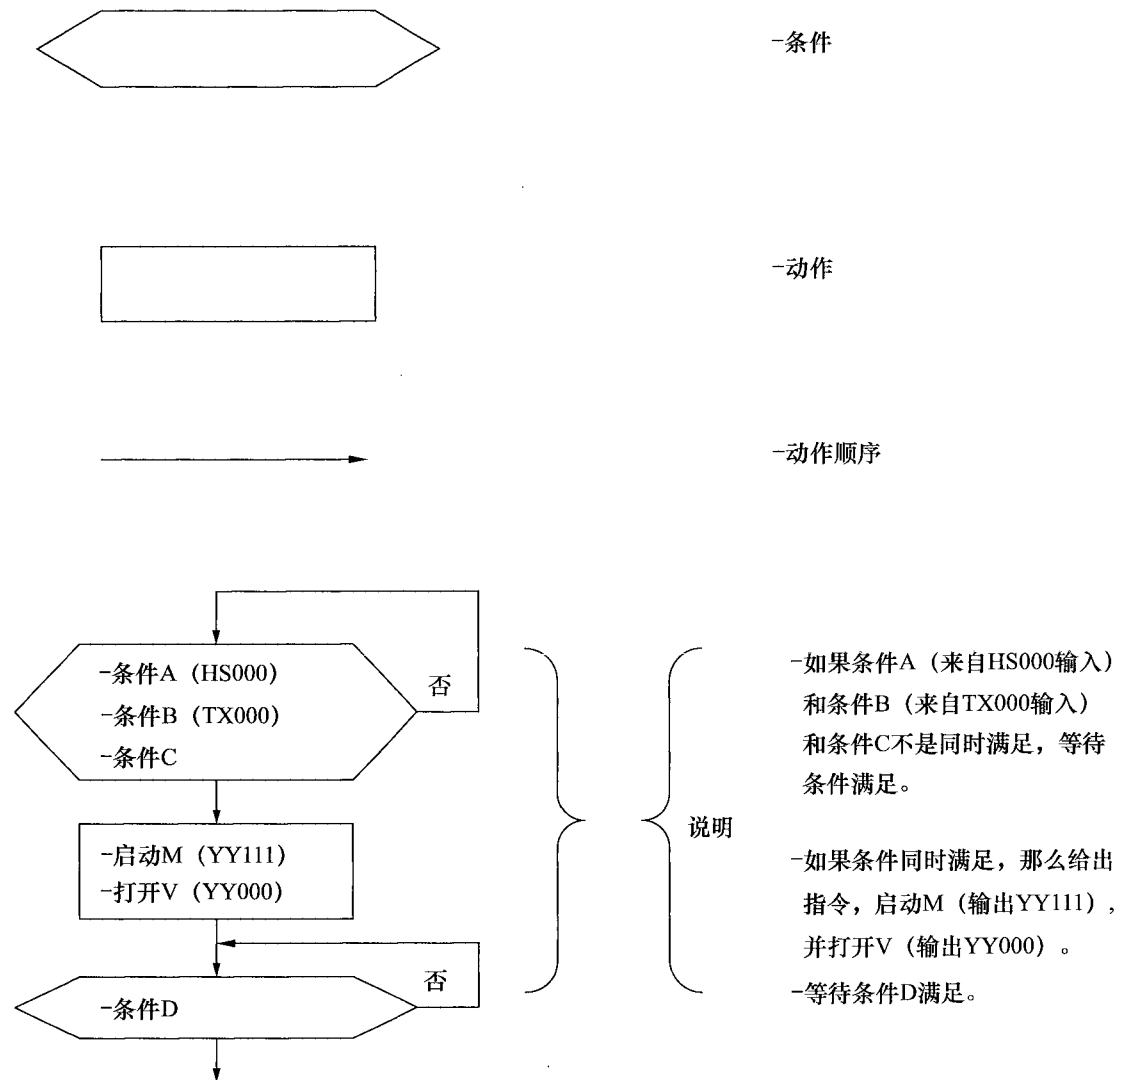 -条件
-动作
-动作顺序
-条件A（HS000）
-条件B（TX000）
-条件C
否
-启动M（YY111）
-打开V（YY000）
否
-条件D
说明
-如果条件A（来自HS000输入）
和条件B（来自TX000输入）
和条件C不是同时满足，等待
条件满足。
-如果条件同时满足，那么给出
指令，启动M（输出YY111），
并打开V（输出YY000）。
-等待条件D满足。